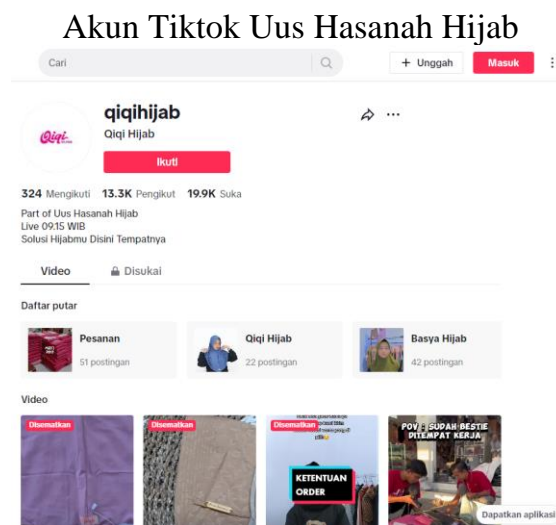 Akun Tiktok Uus Hasanah Hijab
Cari
+ Unggah
Masuk
qiqihijab
Qiqi Hijab
Qiqi
Ikuti
324 Mengikuti 13.3K Pengikut 19.9K Suka
Part of Uus Hasanah Hijab
Live 09.15 WIB
Solusi Hijabmu Disini Tempatnya
Video
Disukai
Daftar putar
Pesanan
51 postingan
Qiqi Hijab
22 postingan
Basya Hijab
42 postingan
Video
Disematkan
Disematkan
Disematkan
KETENTUAN
ORDER
POV : SUDAH BESTIE
DITEMPAT KERJA
Dapatkan aplikasi